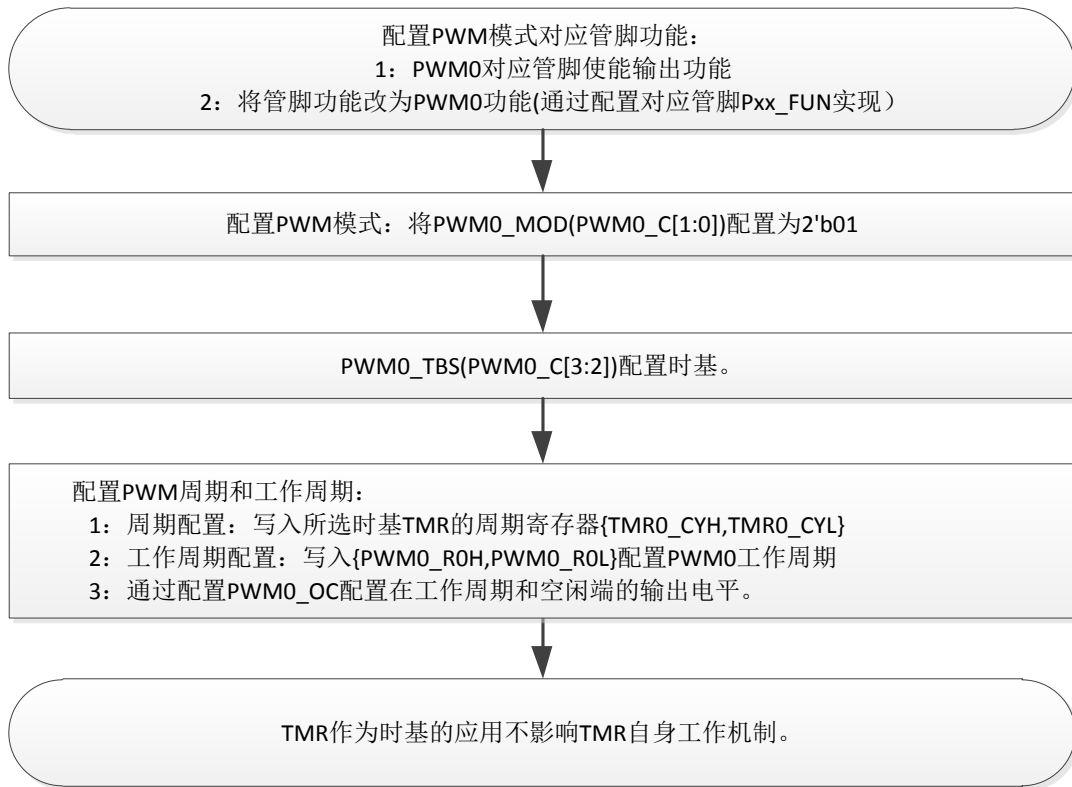 配置PWM模式对应管脚功能：
1：PWM0对应管脚使能输出功能
2：将管脚功能改为PWM0功能(通过配置对应管脚Pxx_FUN实现）
配置PWM模式：将PWM0_MOD(PWM0_C[1:0])配置为2'b01
PWM0_TBS(PWM0_C[3:2])配置时基。
配置PWM周期和工作周期：
1：周期配置：写入所选时基TMR的周期寄存器{TMR0_CYH,TMR0_CYL}
2：工作周期配置：写入{PWM0_R0H,PWM0_R0L}配置PWM0工作周期
3：通过配置PWM0_OC配置在工作周期和空闲端的输出电平。
TMR作为时基的应用不影响TMR自身工作机制。